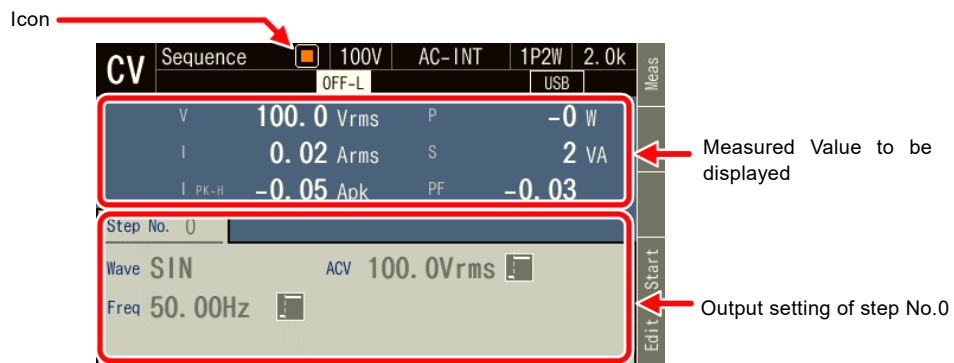 Icon
CV Sequence 100V AC-INT 1P2W 2.0k Meas
OFF-L USB
V 100.0 Vrms P -0 W
I 0.02 Arms S 2 VA
I PK-H -0.05 Apk PF -0.03
Measured Value to be
displayed
Step No. 0
Wave SIN ACV 100.0Vrms
Freq 50.00Hz
Start
Edit
Output setting of step No.0